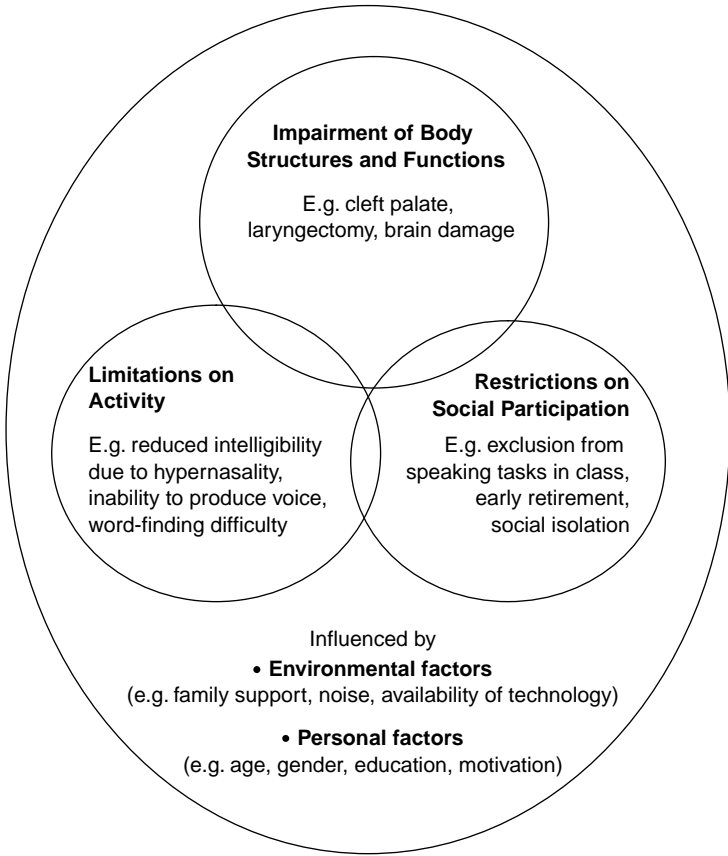 Impairment of Body
Structures and Functions
E.g. cleft palate,
laryngectomy, brain damage
Limitations on
Activity
E.g. reduced intelligibility
due to hypernasality,
inability to produce voice,
word-finding difficulty
Restrictions on
Social Participation
E.g. exclusion from
speaking tasks in class,
early retirement,
social isolation
Influenced by
• Environmental factors
(e.g. family support, noise, availability of technology)
• Personal factors
(e.g. age, gender, education, motivation)